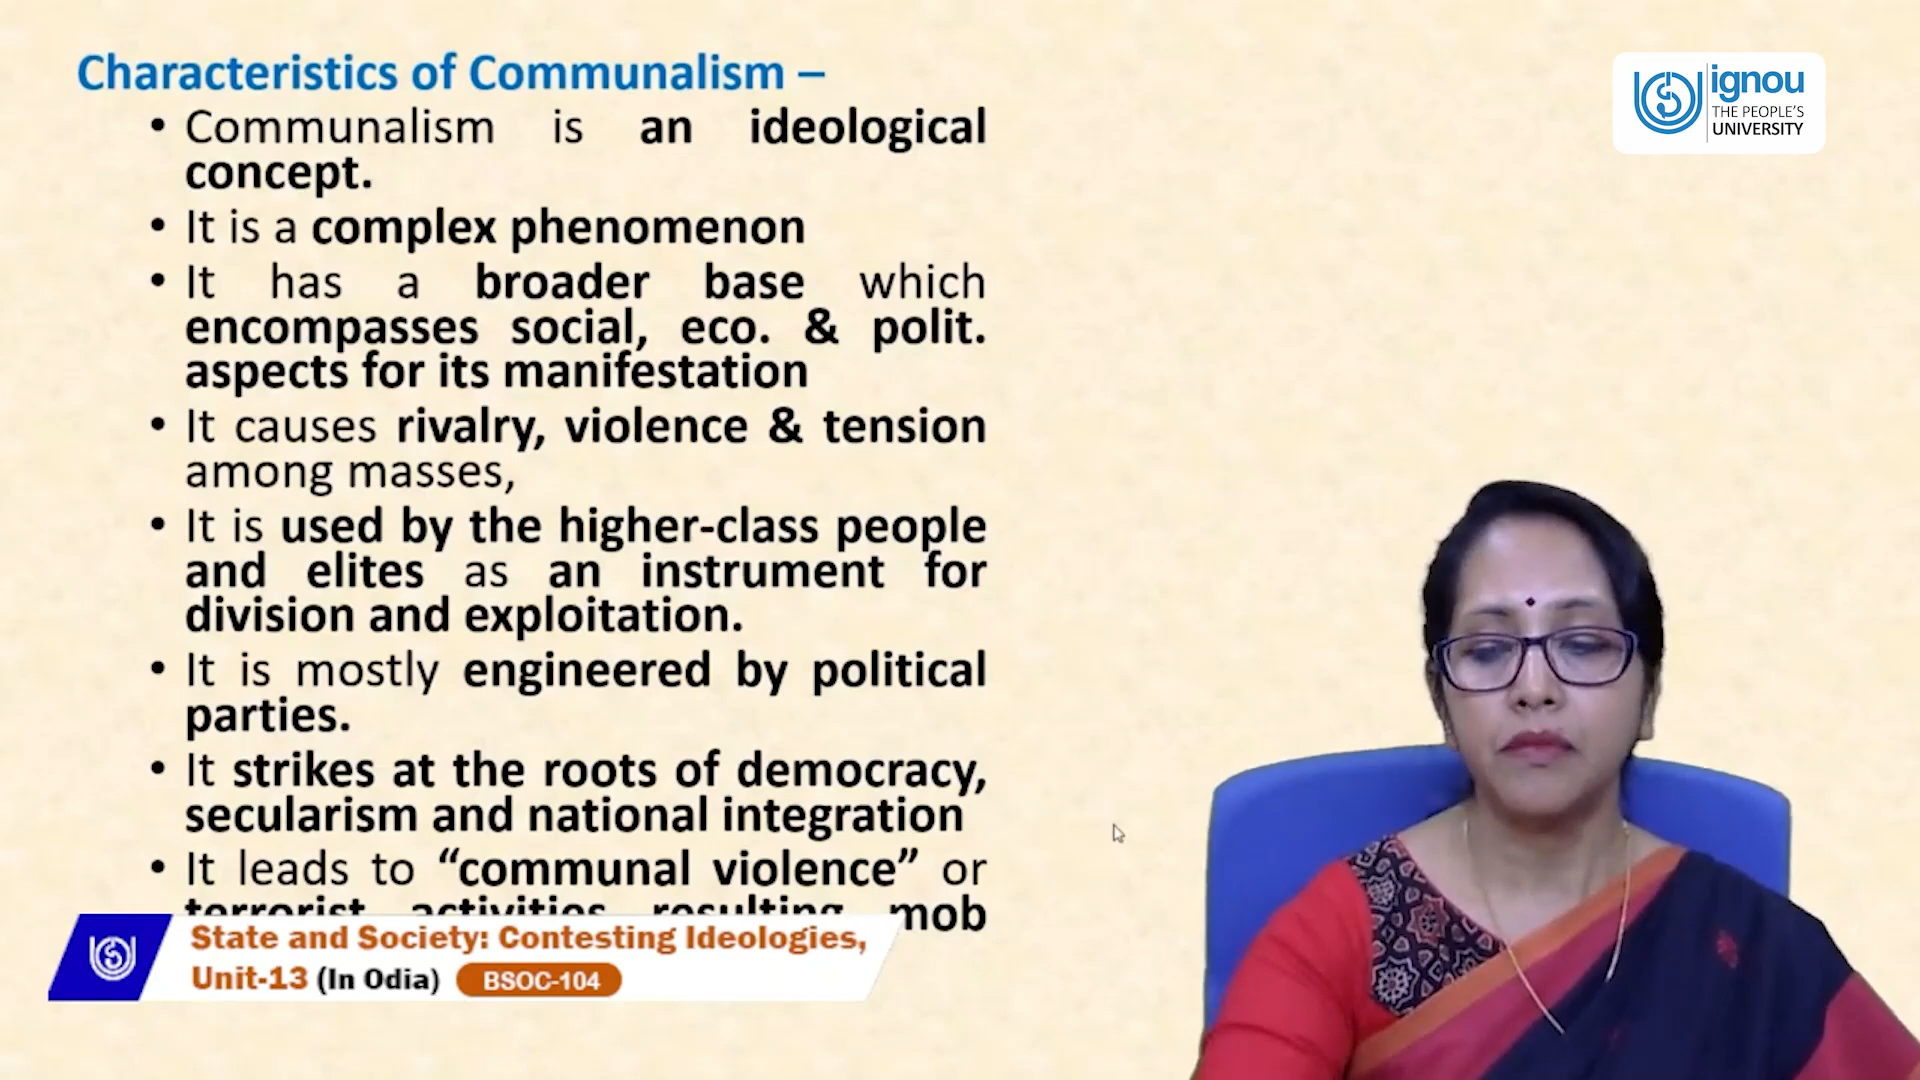 Characteristics of Communalism –
• Communalism is an ideological
concept.
• It is a complex phenomenon
• It has a broader base which
encompasses social, eco. & polit.
aspects for its manifestation
• It causes rivalry, violence & tension
among masses,
• It is used by the higher-class people
and elites as an instrument for
division and exploitation.
• It is mostly engineered by political
parties.
• It strikes at the roots of democracy,
secularism and national integration
• It leads to “communal violence” or
terrorist activities resulting mob
ignou
THE PEOPLE'S
UNIVERSITY
State and Society: Contesting Ideologies,
Unit-13 (In Odia) BSOC-104